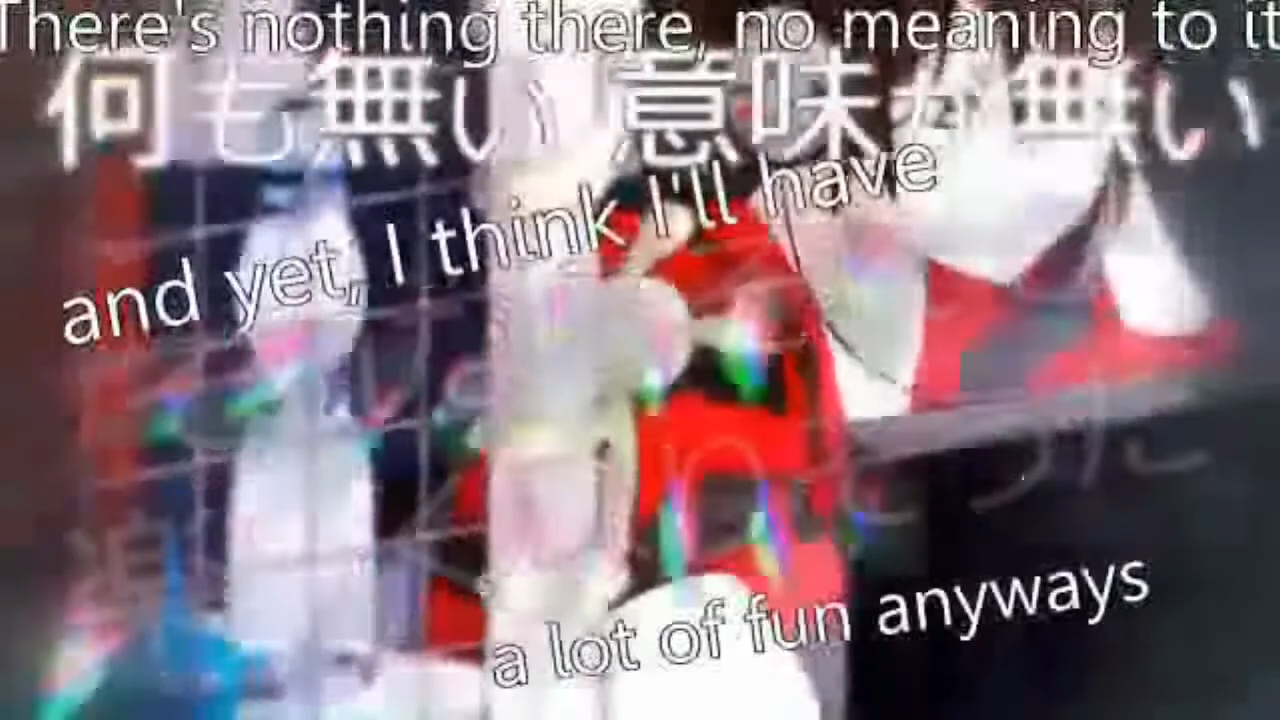 There's nothing there, no meaning to it
何も無い 意味が無い
and yet, I think I'll have
a lot of fun anyways